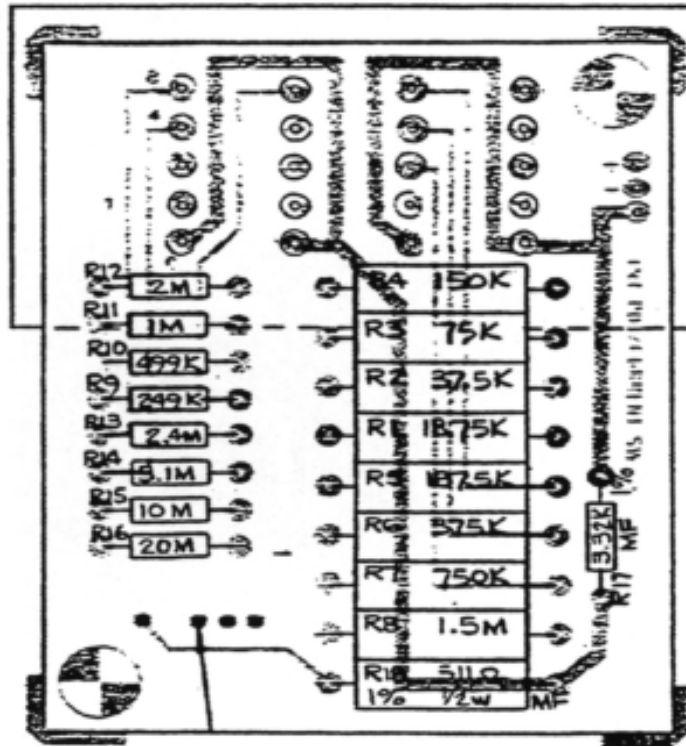 R12 2M
R11 1M
R10 499K
R9 249K
R13 2.4M
R14 5.1M
R15 10M
R16 20M
R4 150K
R3 75K
R2 37.5K
R1 18.75K
R5 187.5K
R6 375K
R7 750K
R8 1.5M
511Ω
1% 1/2W MF
3.32K
R17 MF
1%